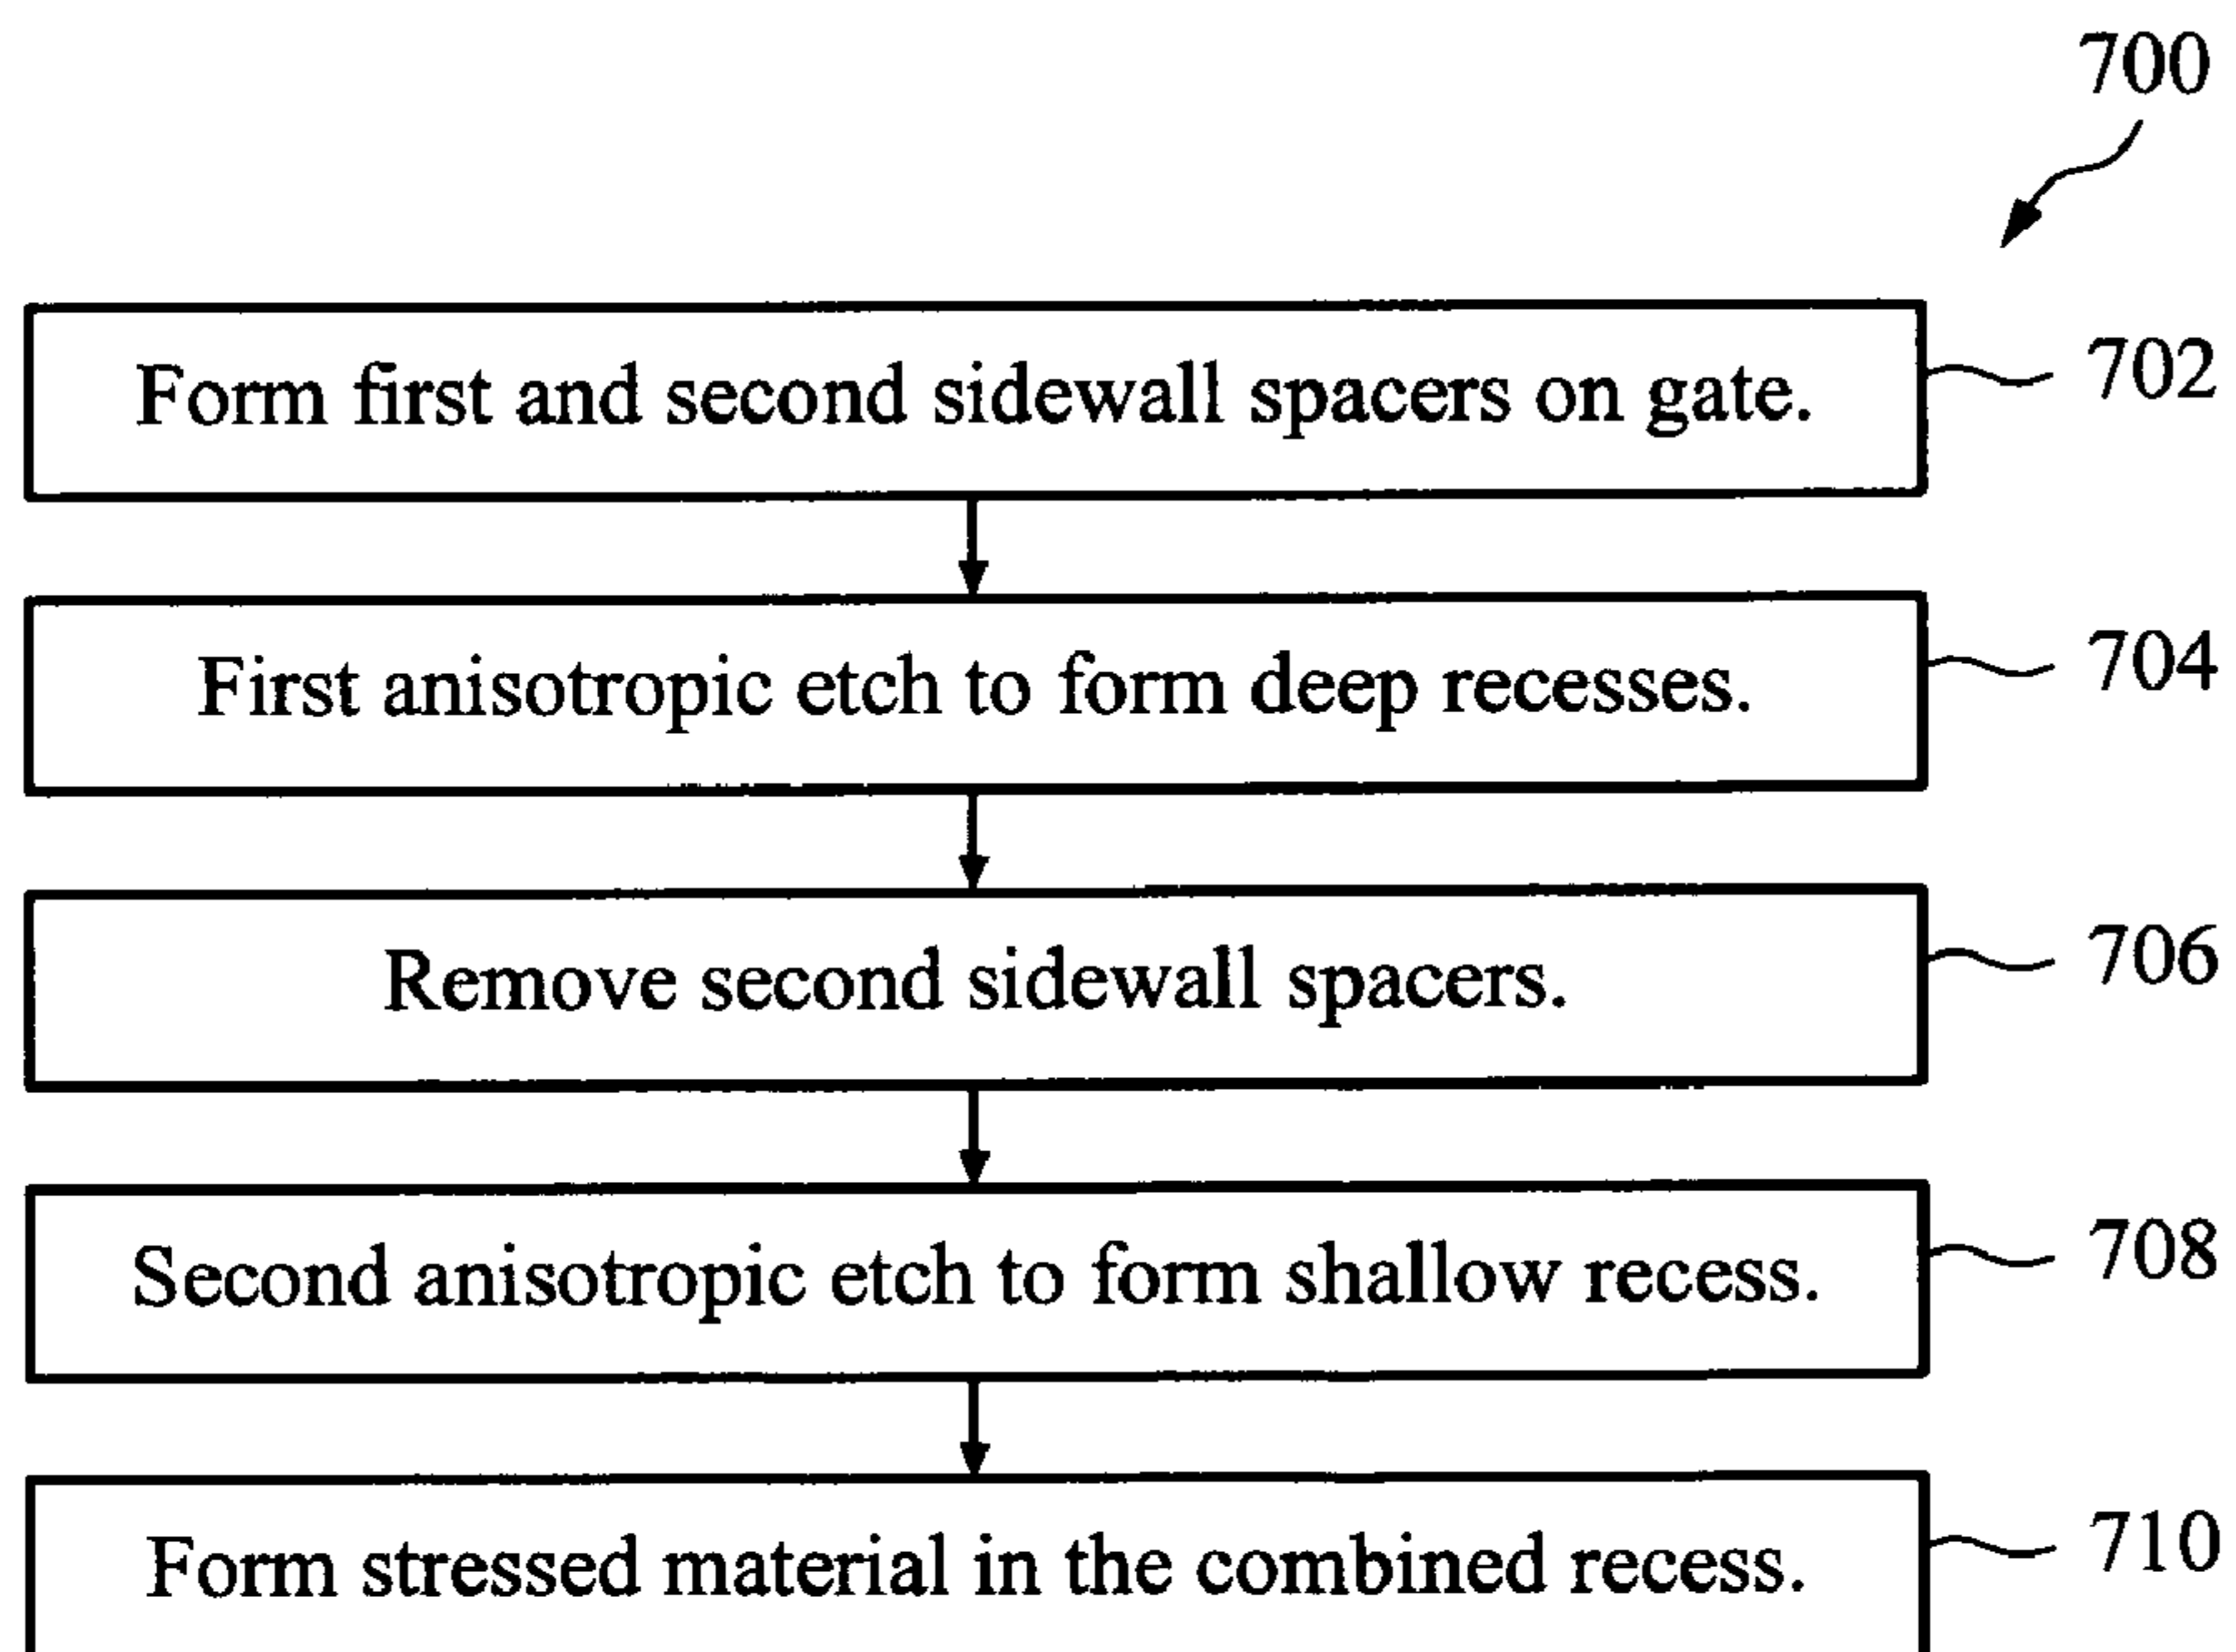 700
Form first and second sidewall spacers on gate.
702
First anisotropic etch to form deep recesses.
704
Remove second sidewall spacers.
706
Second anisotropic etch to form shallow recess.
708
Form stressed material in the combined recess.
710